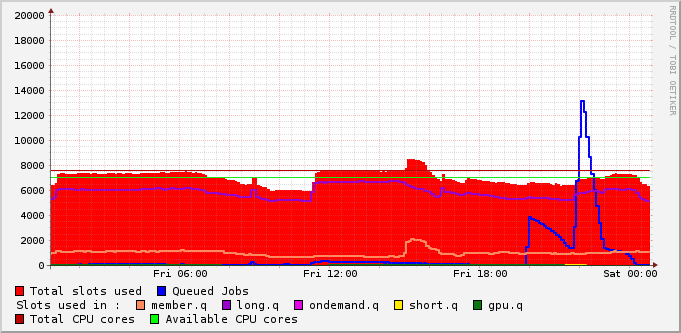 RRDTOOL / TOBI OETIKER
20000
18000
16000
14000
12000
10000
8000
6000
4000
2000
0
Fri 06:00 Fri 12:00 Fri 18:00 Sat 00:00
Total slots used Queued Jobs
Slots used in : member.q long.q ondemand.q short.q gpu.q
Total CPU cores Available CPU cores